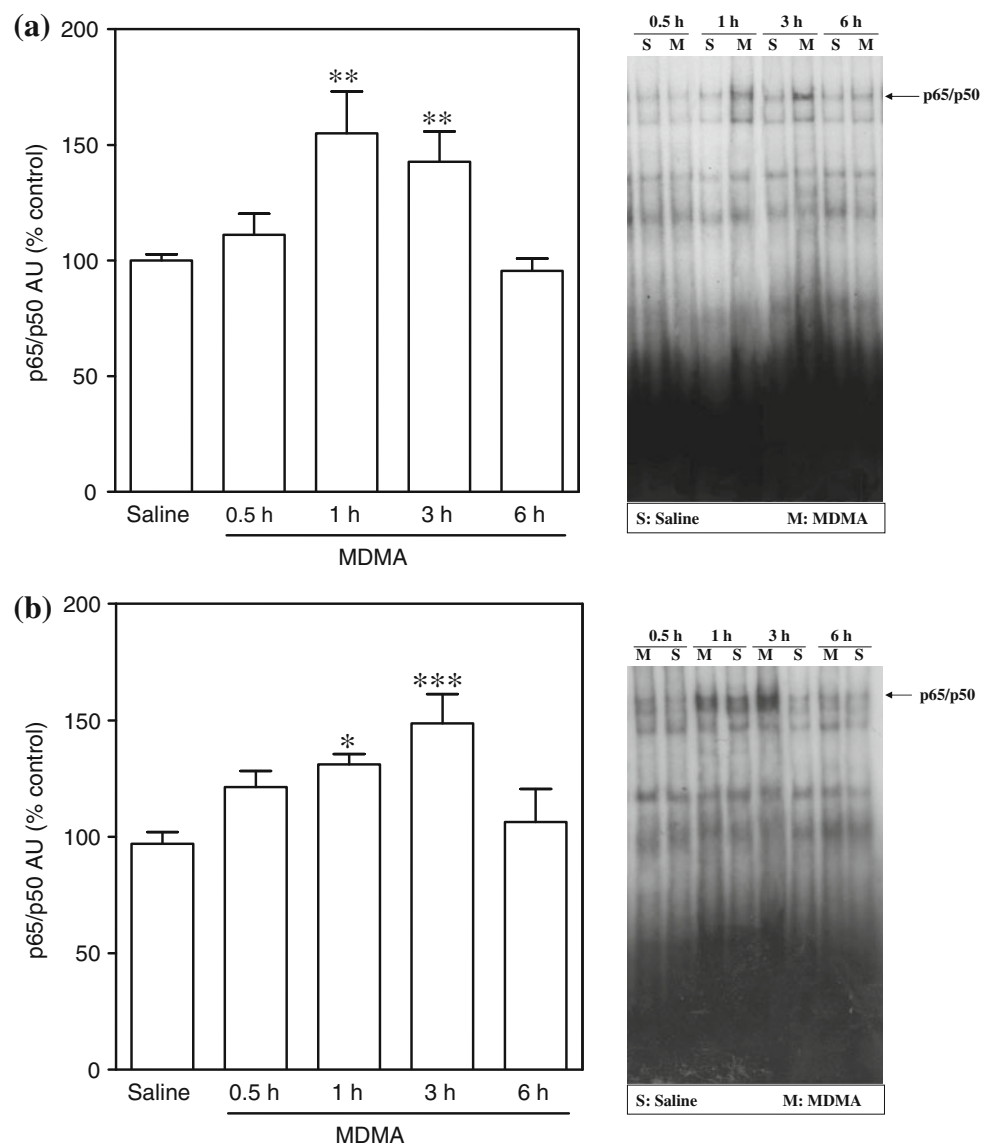 (a)
200
150
100
50
0
p65/p50 AU (% control)
**
**
Saline
0.5 h
1 h
3 h
6 h
MDMA
0.5 h 1 h 3 h 6 h
S M S M S M S M
p65/p50
S: Saline M: MDMA
(b)
200
150
100
50
0
p65/p50 AU (% control)
*
***
Saline
0.5 h
1 h
3 h
6 h
MDMA
0.5 h 1 h 3 h 6 h
M S M S M S M S
p65/p50
S: Saline M: MDMA